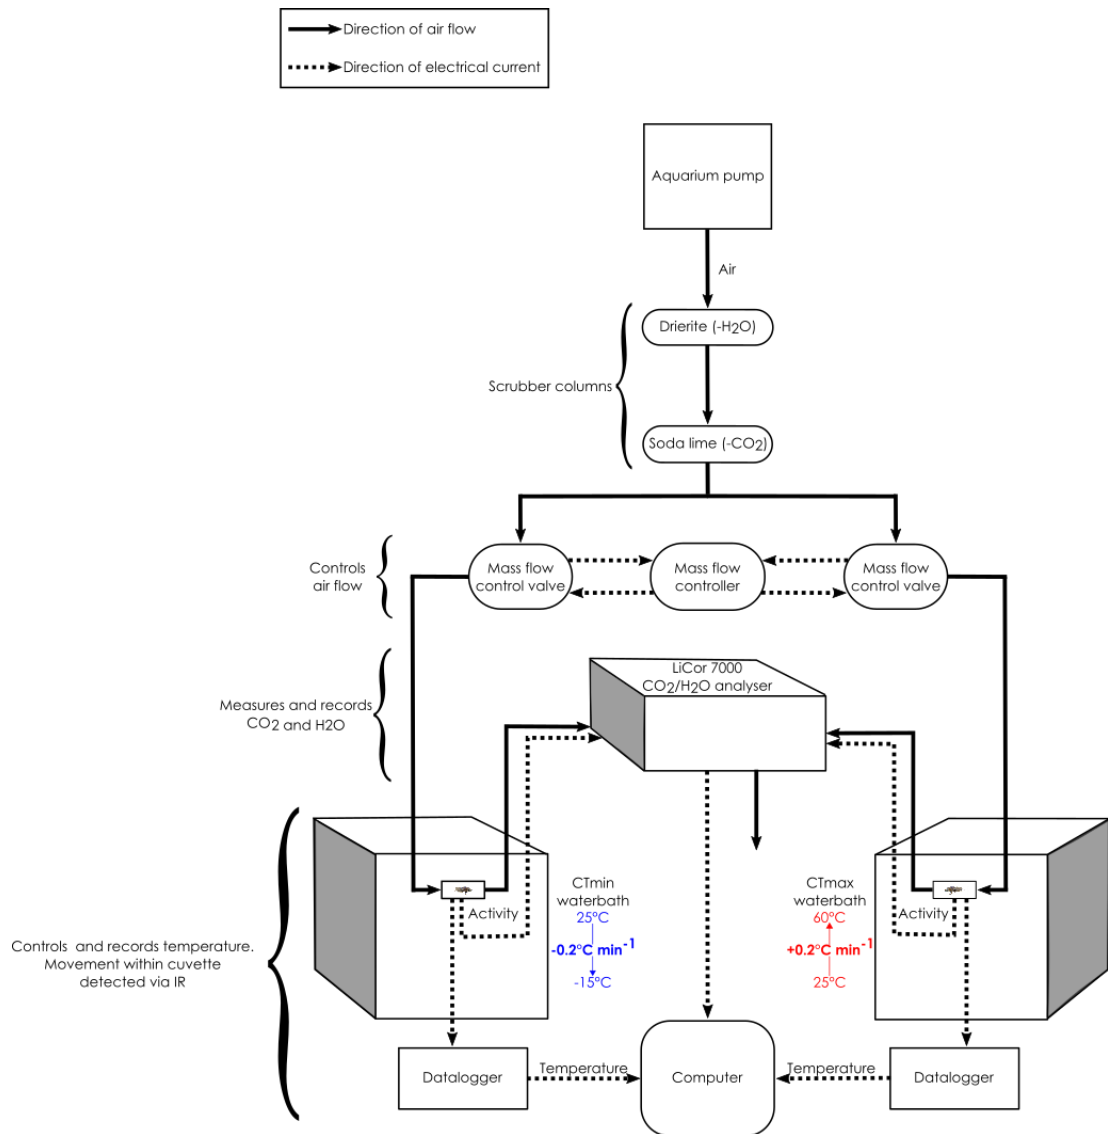 Direction of air flow
Direction of electrical current
Aquarium pump
Air
Drierite (-H2O)
Scrubber columns
Soda lime (-CO2)
Controls
air flow
Mass flow
control valve
Mass flow
controller
Mass flow
control valve
LiCor 7000
CO2/H2O analyser
Measures and records
CO2 and H2O
CTmin
waterbath
25°C
-0.2°C min-1
-15°C
Activity
CTmax
waterbath
60°C
+0.2°C min-1
25°C
Activity
Controls and records temperature.
Movement within cuvette
detected via IR
Datalogger
Temperature
Computer
Temperature
Datalogger